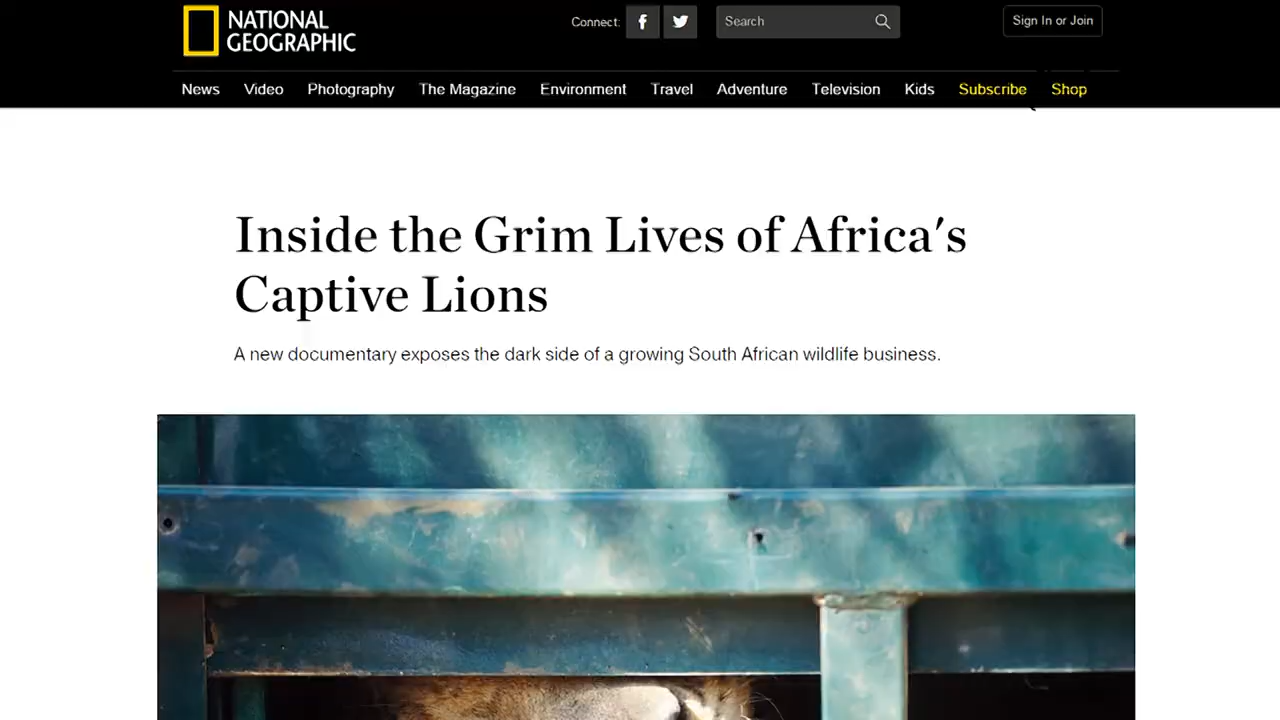 NATIONAL
GEOGRAPHIC
Connect:
Search
Sign In or Join
News Video Photography The Magazine Environment Travel Adventure Television Kids Subscribe Shop
Inside the Grim Lives of Africa's
Captive Lions
A new documentary exposes the dark side of a growing South African wildlife business.